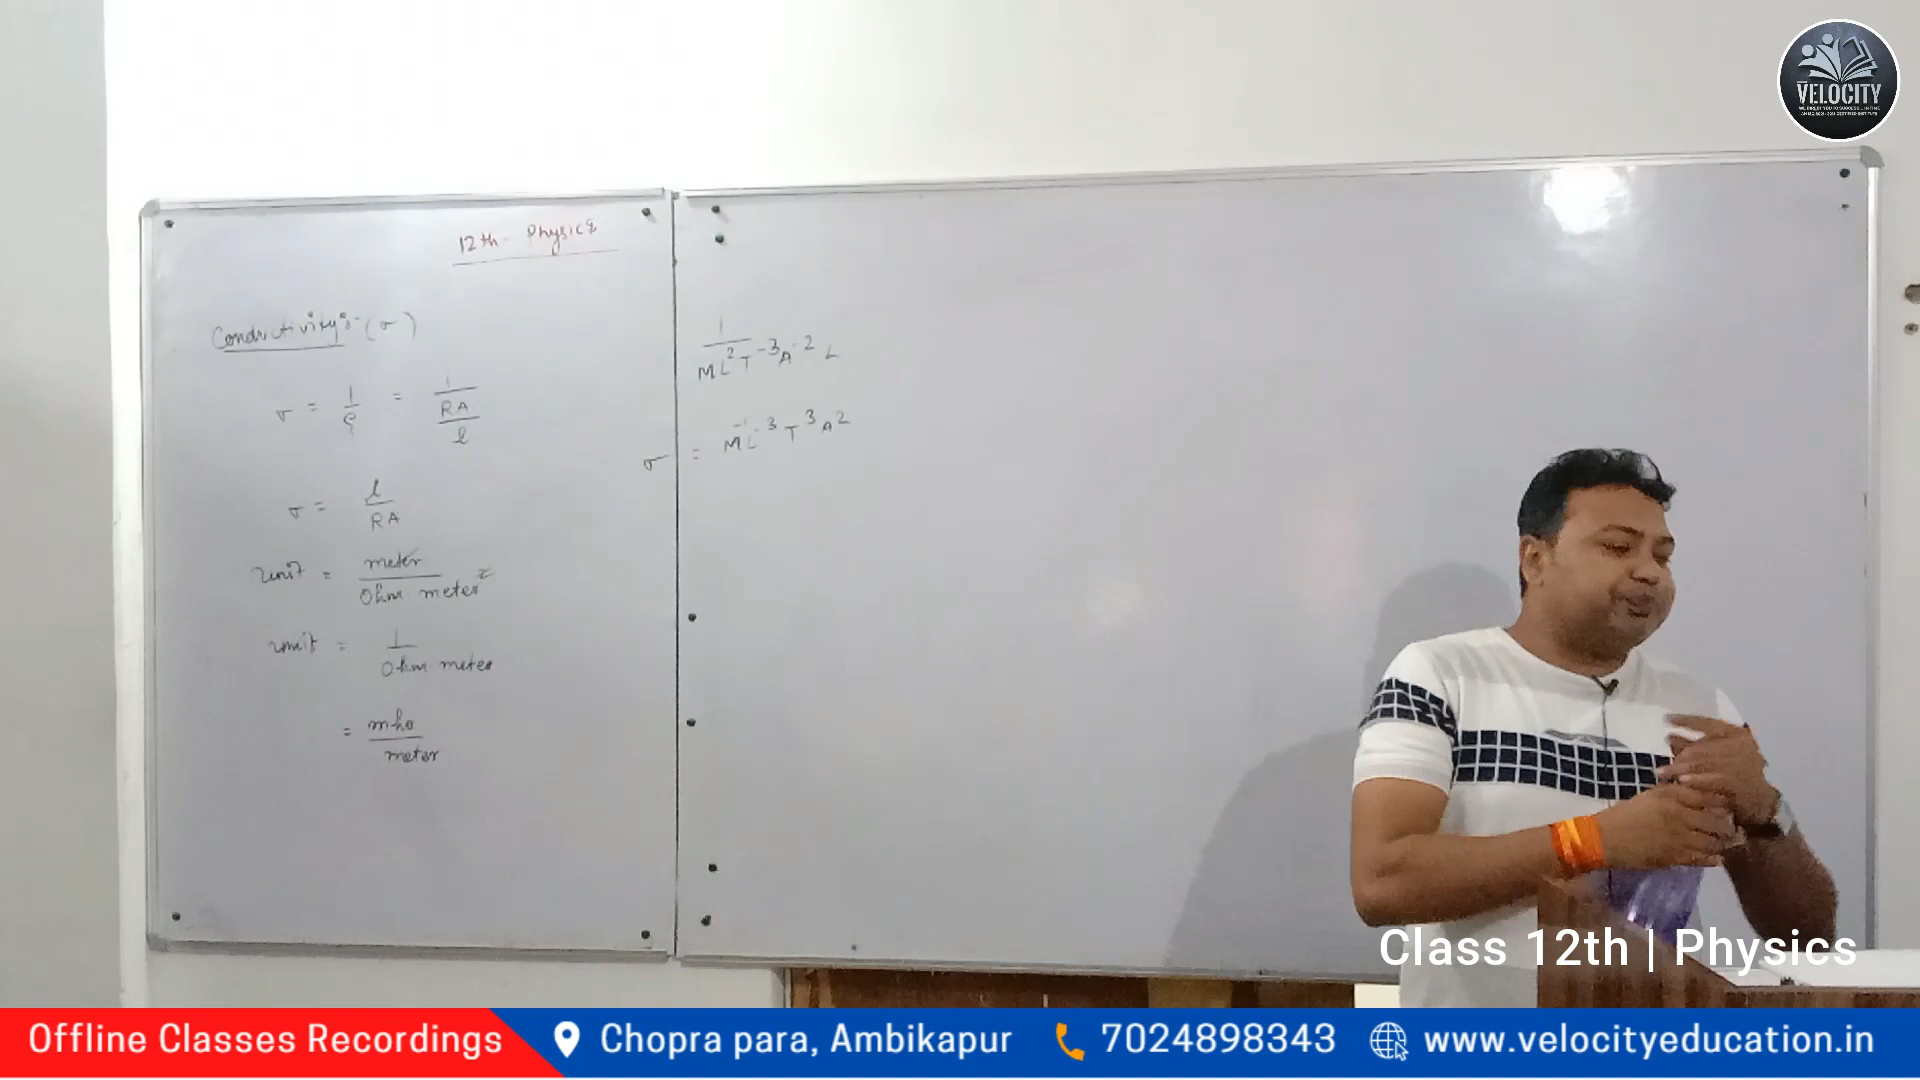 VELOCITY
12th - Physics
Conductivity :- (σ)
σ = 1/ρ = 1/(RA/l)
σ = l/RA
unit = meter/Ohm meter²
unit = 1/Ohm meter
= mho/meter
1/ML²T⁻³A⁻² L
σ = M⁻¹L⁻³T³A²
Class 12th | Physics
Offline Classes Recordings
Chopra para, Ambikapur
7024898343
www.velocityeducation.in